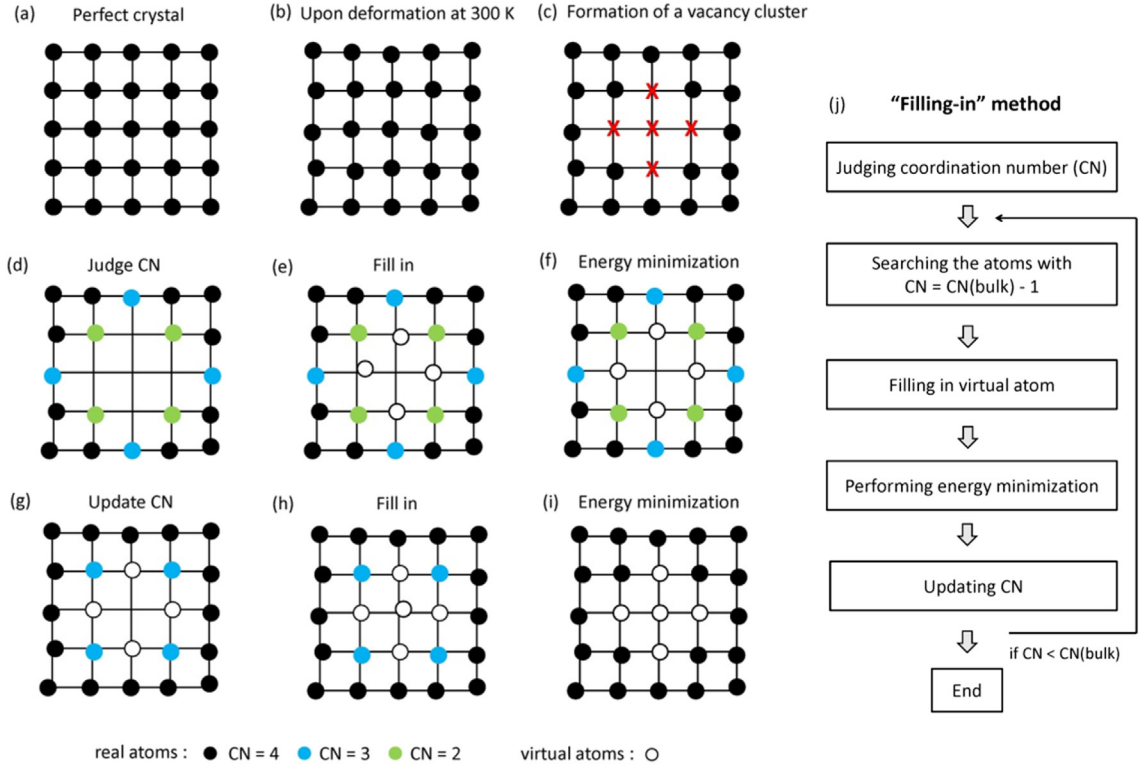 (a) Perfect crystal
(b) Upon deformation at 300 K
(c) Formation of a vacancy cluster
(d) Judge CN
(e) Fill in
(f) Energy minimization
(g) Update CN
(h) Fill in
(i) Energy minimization
real atoms : CN = 4 CN = 3 CN = 2 virtual atoms :
(j) "Filling-in" method
Judging coordination number (CN)
Searching the atoms with
CN = CN(bulk) - 1
Filling in virtual atom
Performing energy minimization
Updating CN
if CN < CN(bulk)
End